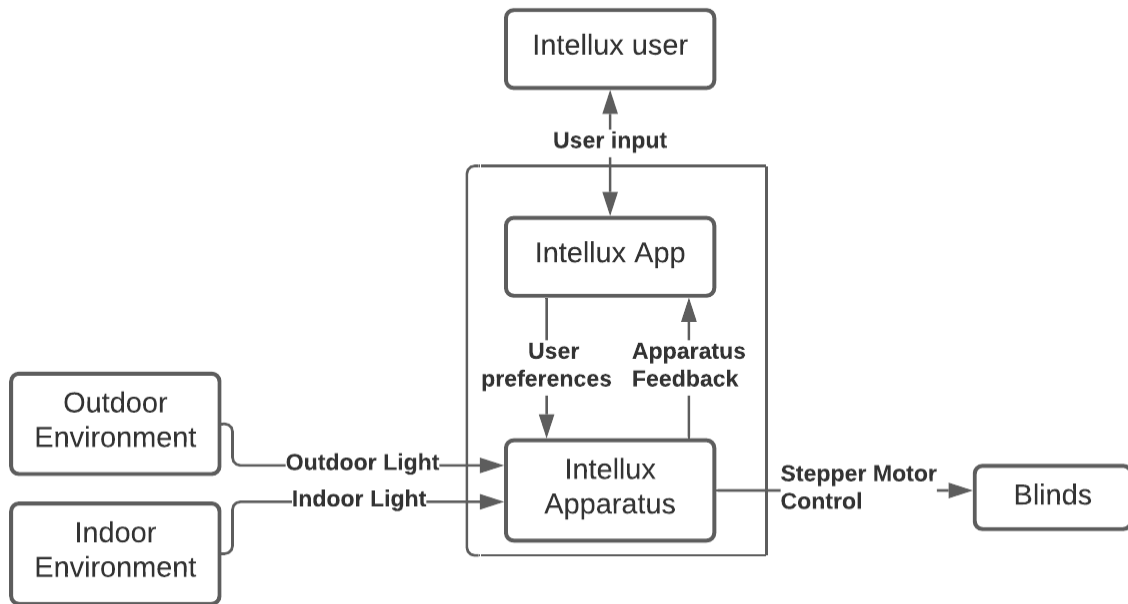 Intellux user
User input
Intellux App
User
preferences
Apparatus
Feedback
Outdoor
Environment
Outdoor Light
Indoor Light
Indoor
Environment
Intellux
Apparatus
Stepper Motor
Control
Blinds